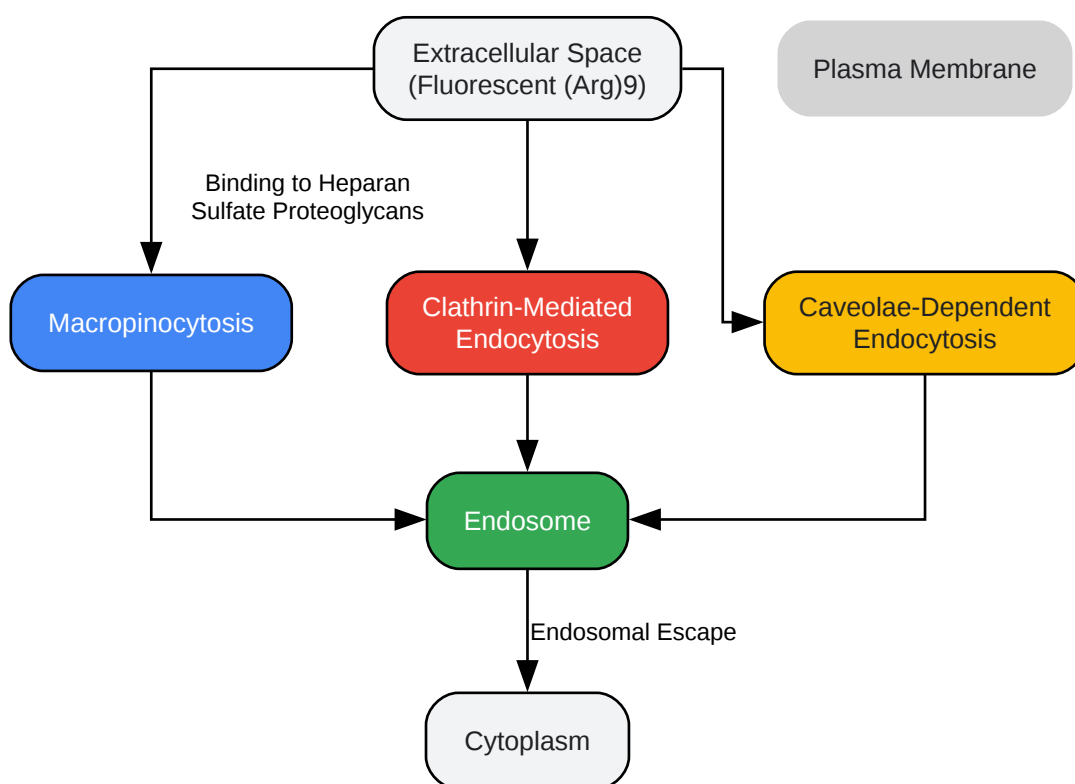 Extracellular Space
(Fluorescent (Arg)9)
Plasma Membrane
Binding to Heparan
Sulfate Proteoglycans
Macropinocytosis
Clathrin-Mediated
Endocytosis
Caveolae-Dependent
Endocytosis
Endosome
Endosomal Escape
Cytoplasm